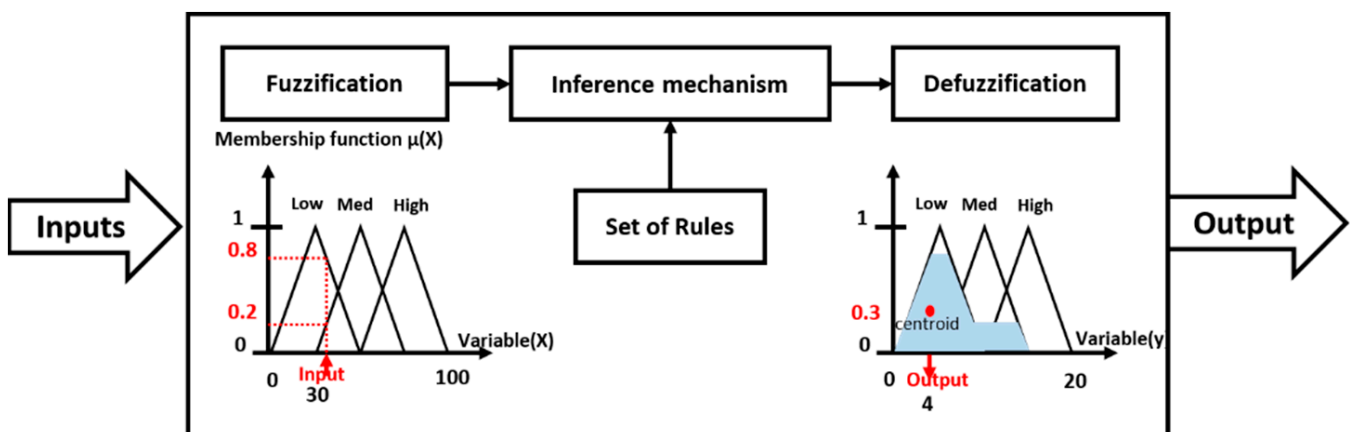 Fuzzification
Inference mechanism
Defuzzification
Membership function μ(X)
Inputs
Set of Rules
Output
Low Med High
1
0.8
0.2
0
Variable(X)
0
Input
30
100
Low Med High
1
0.3
centroid
0
Variable(y)
0
Output
4
20